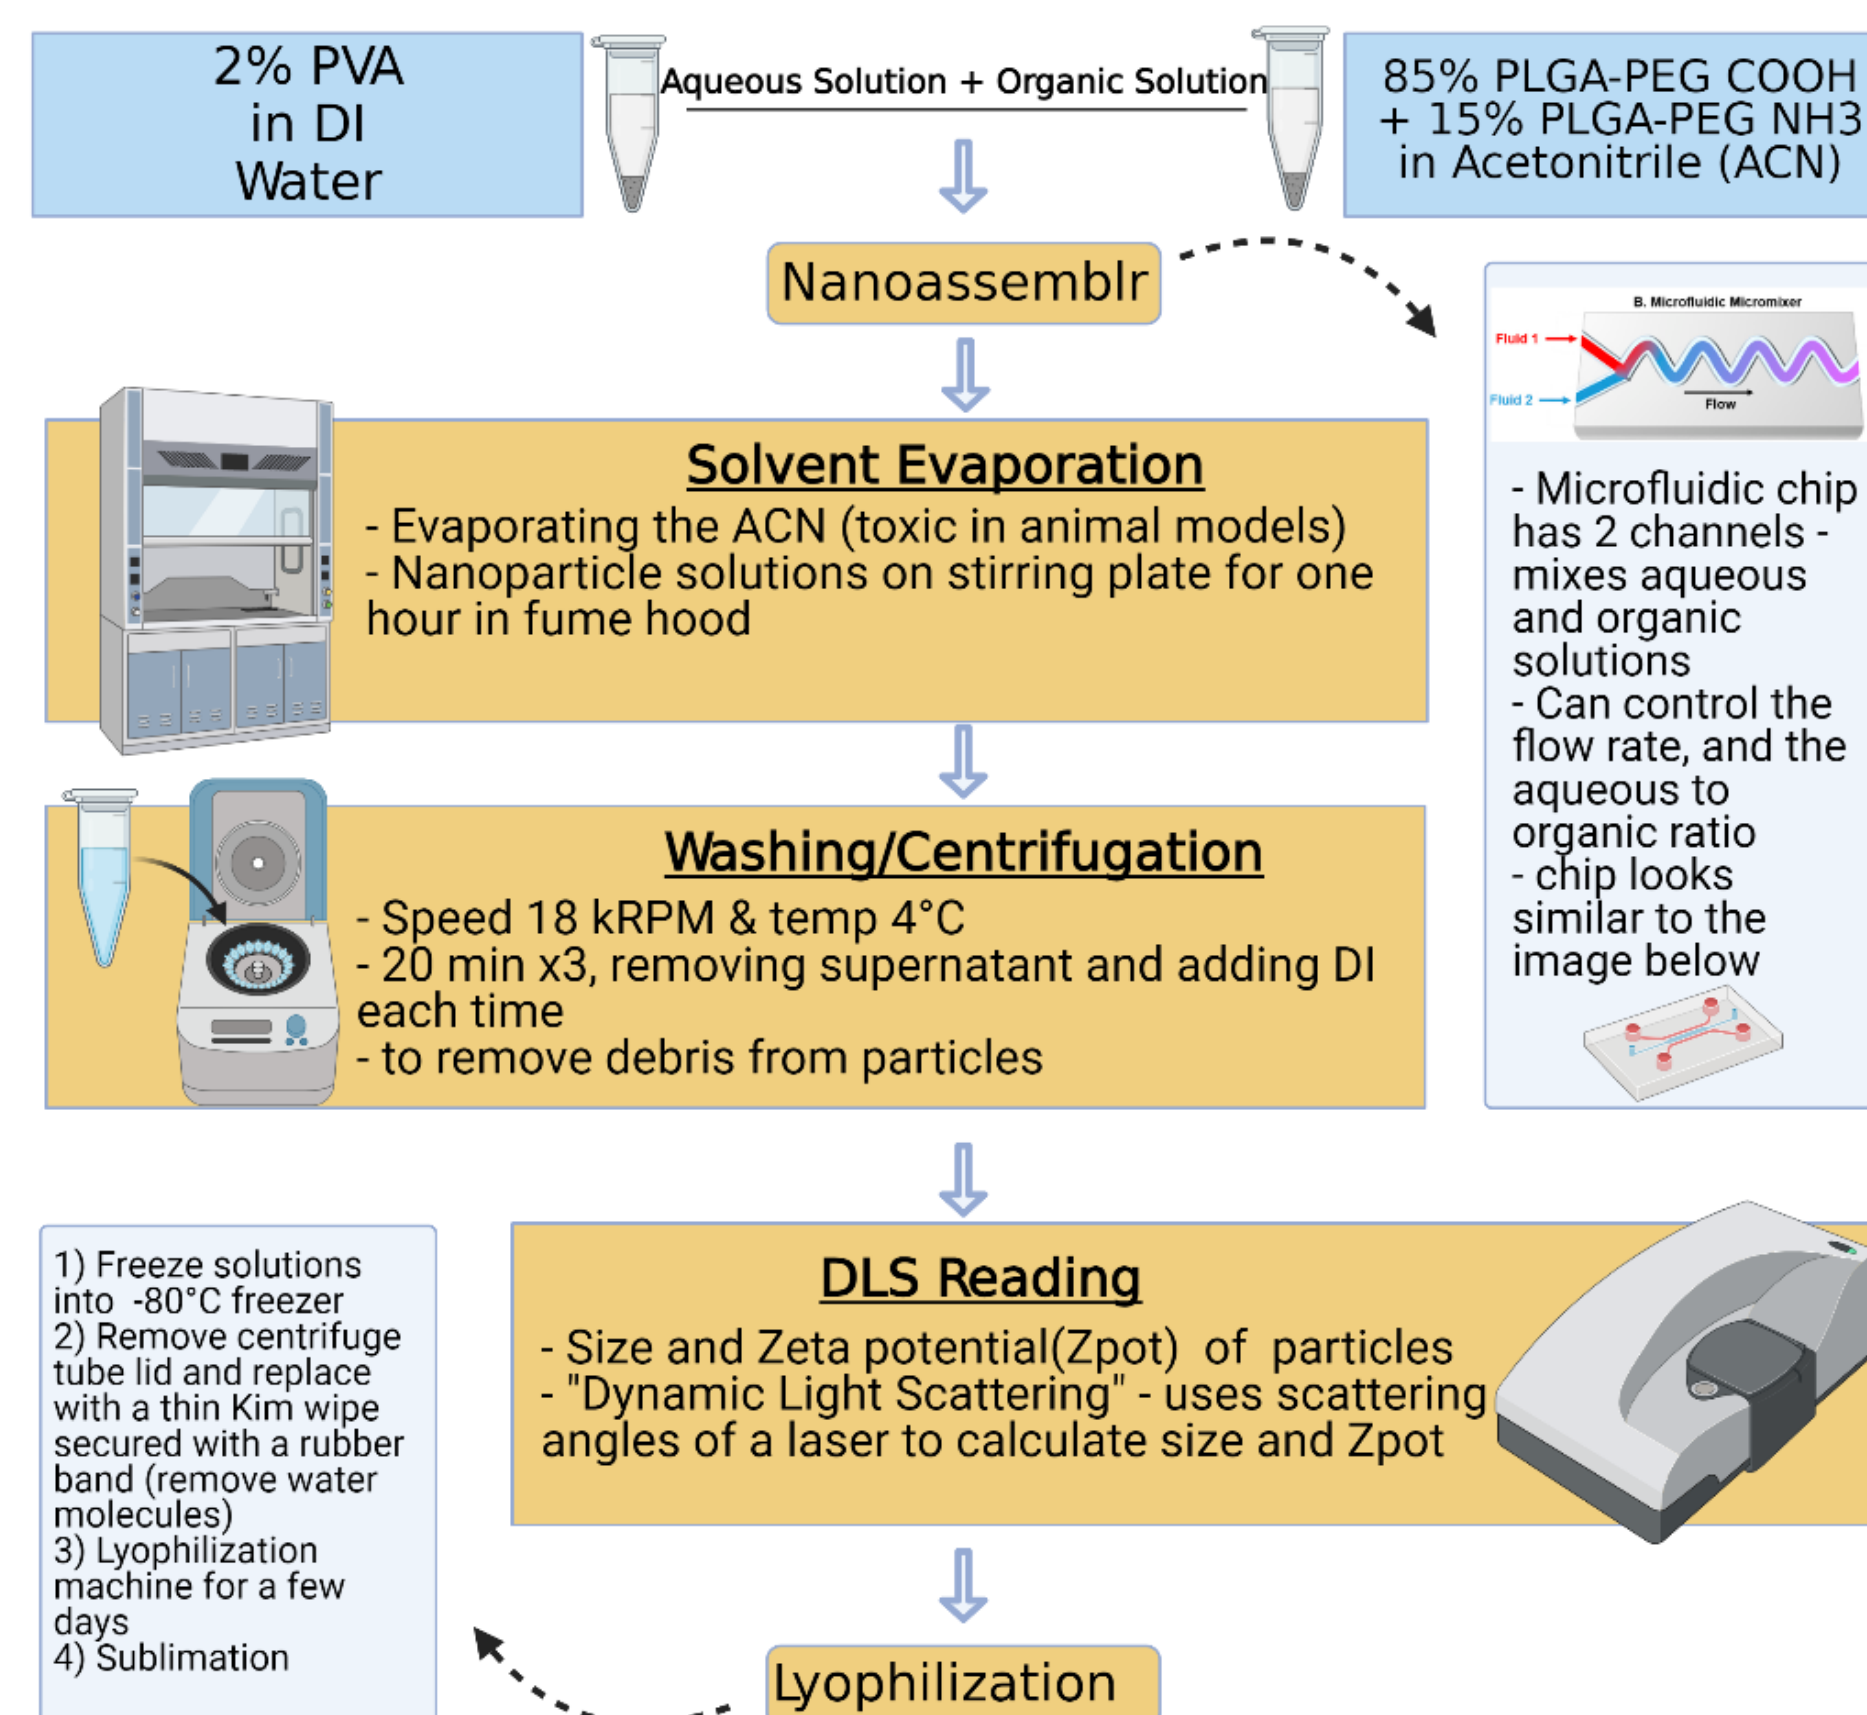 2% PVA
in DI
Water
Aqueous Solution + Organic Solution
85% PLGA-PEG COOH
+ 15% PLGA-PEG NH3
in Acetonitrile (ACN)
Nanoassemblr
B. Microfluidic Micromixer
Fluid 1
Fluid 2
Flow
- Microfluidic chip
has 2 channels -
mixes aqueous
and organic
solutions
- Can control the
flow rate, and the
aqueous to
organic ratio
- chip looks
similar to the
image below
Solvent Evaporation
- Evaporating the ACN (toxic in animal models)
- Nanoparticle solutions on stirring plate for one
hour in fume hood
Washing/Centrifugation
- Speed 18 kRPM & temp 4°C
- 20 min x3, removing supernatant and adding DI
each time
- to remove debris from particles
DLS Reading
- Size and Zeta potential(Zpot) of particles
- "Dynamic Light Scattering" - uses scattering
angles of a laser to calculate size and Zpot
1) Freeze solutions
into -80°C freezer
2) Remove centrifuge
tube lid and replace
with a thin Kim wipe
secured with a rubber
band (remove water
molecules)
3) Lyophilization
machine for a few
days
4) Sublimation
Lyophilization